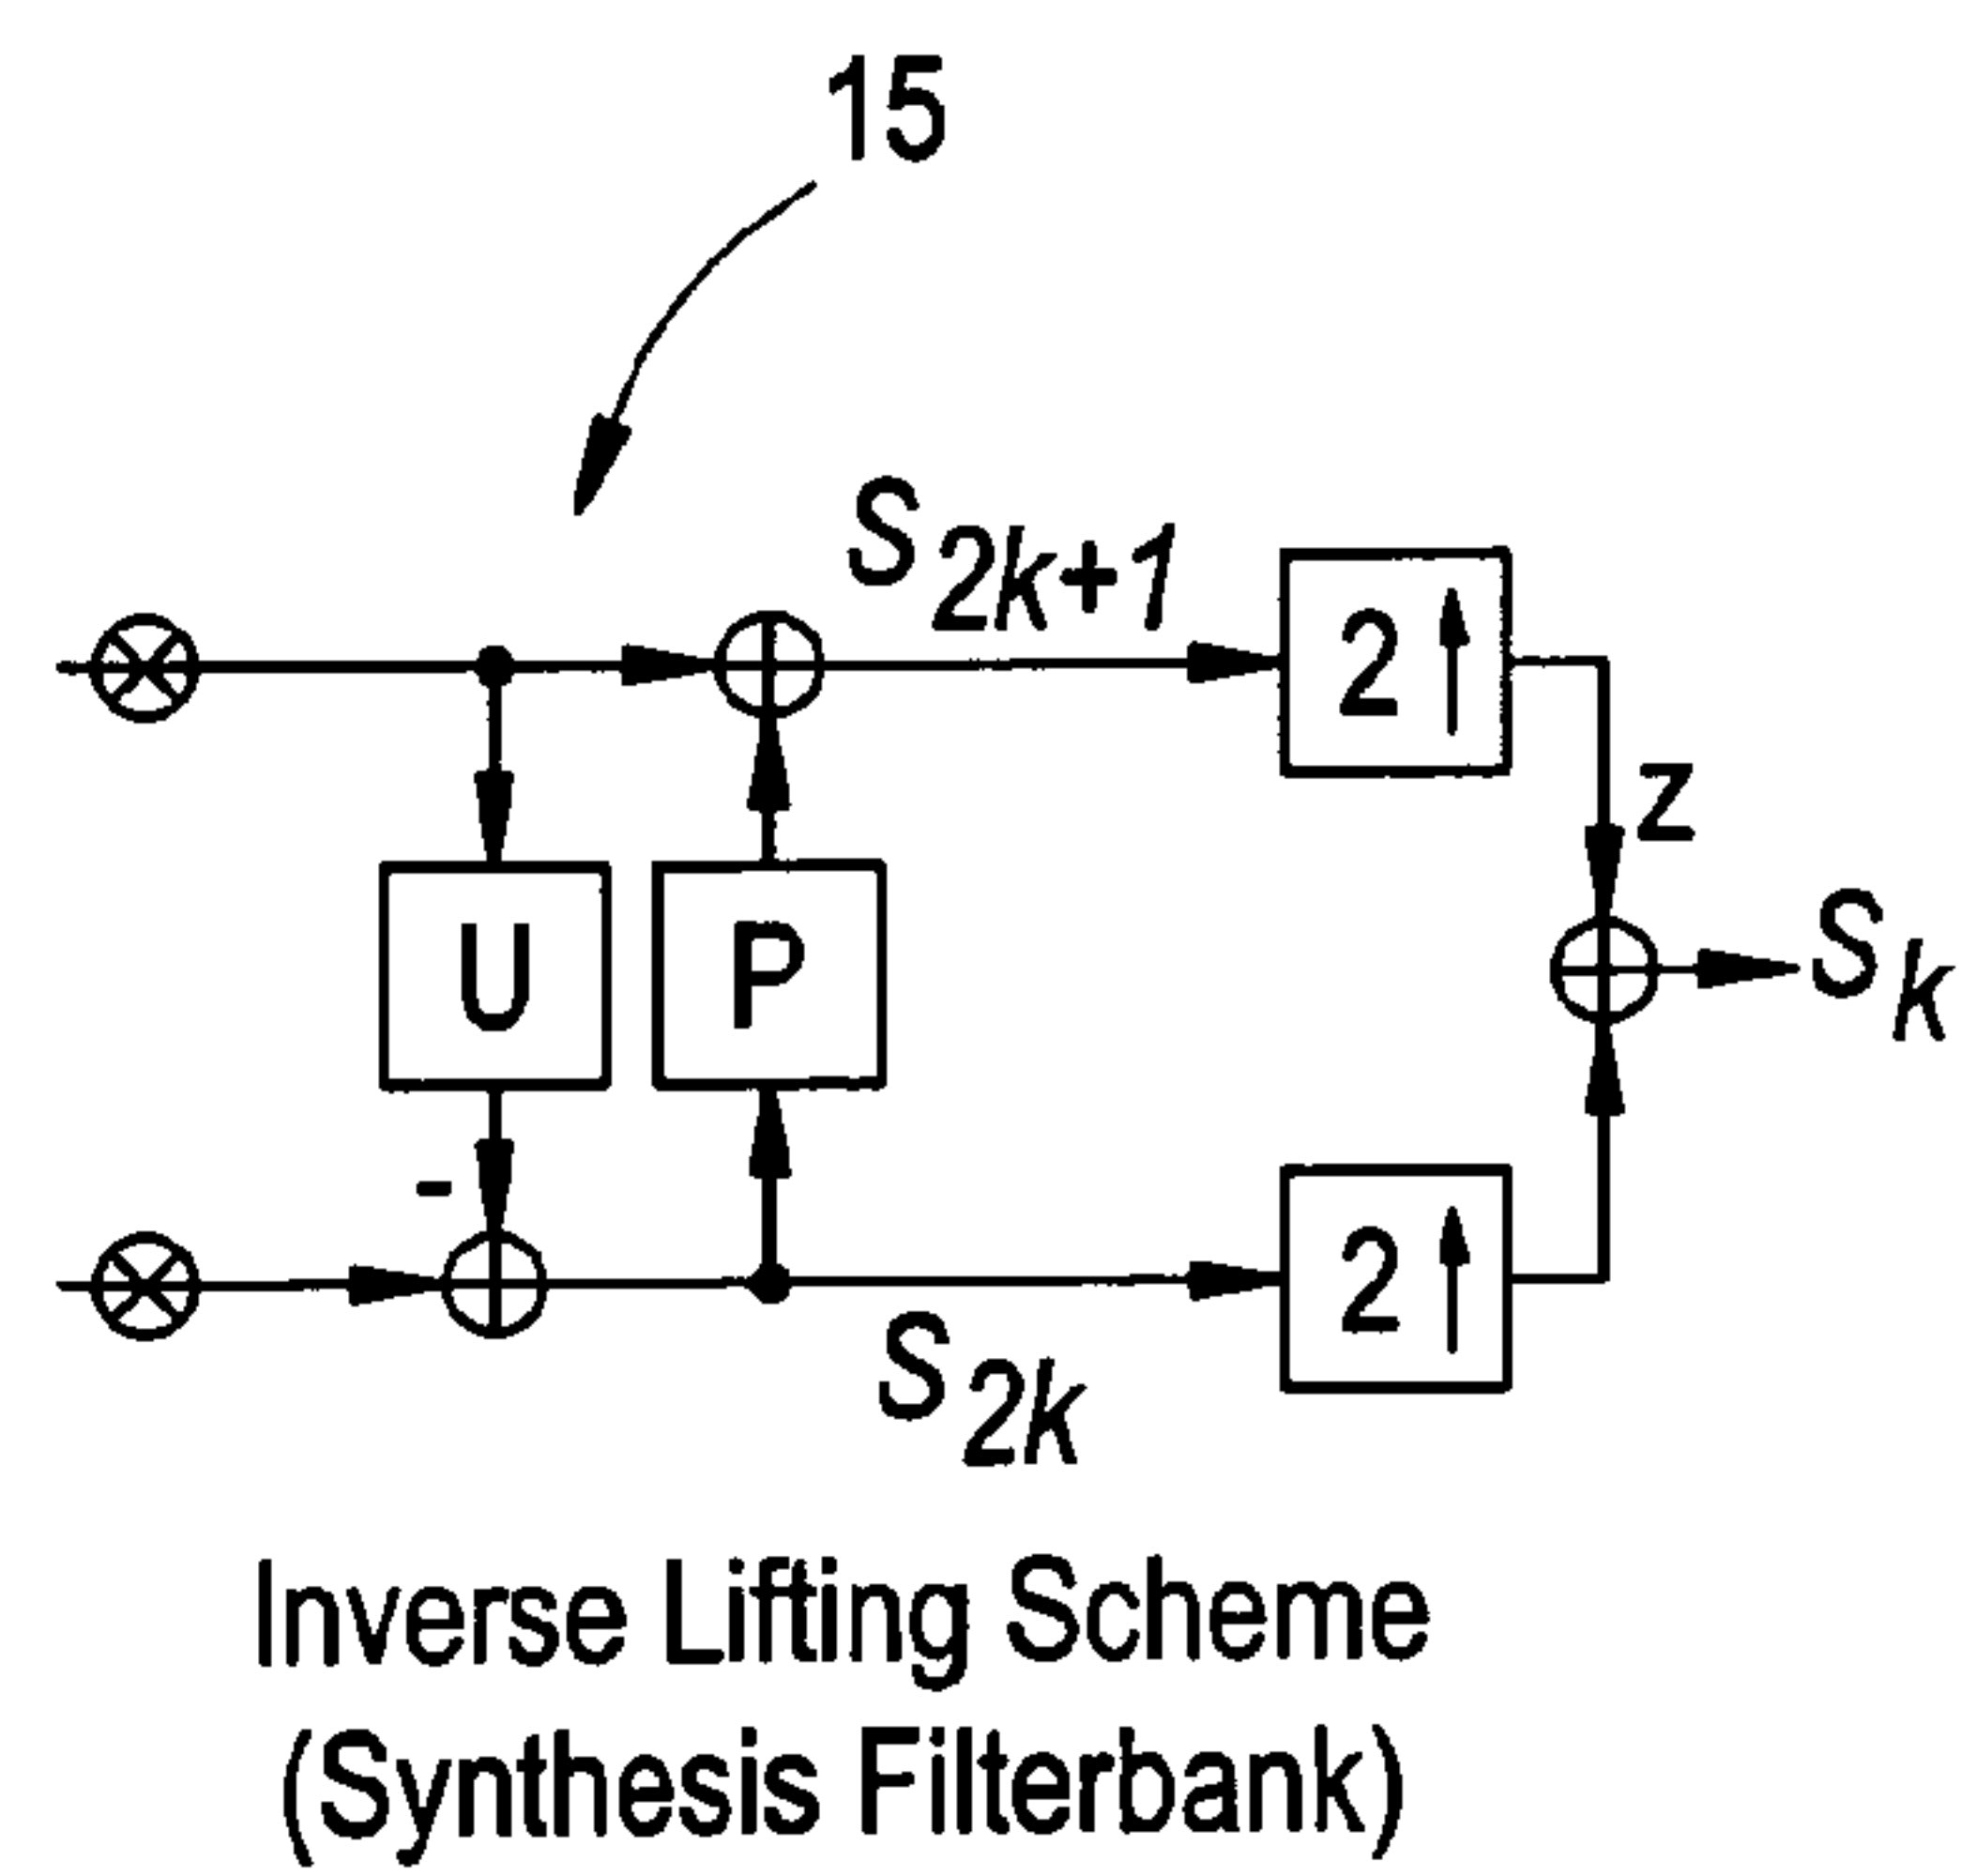 15
S2k+1
2↑
z
U
P
Sk
-
2↑
S2k
Inverse Lifting Scheme
(Synthesis Filterbank)